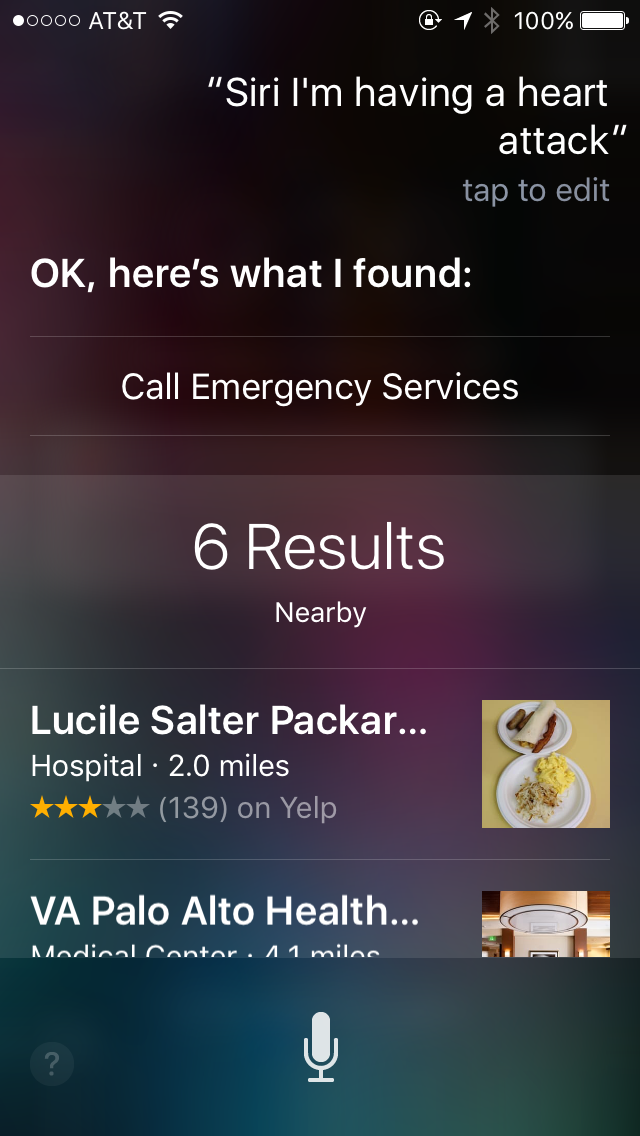 AT&T 100%
“Siri I'm having a heart
attack”
tap to edit
OK, here’s what I found:
Call Emergency Services
6 Results
Nearby
Lucile Salter Packar...
Hospital · 2.0 miles
(139) on Yelp
VA Palo Alto Health...
Medical Center · 4.1 miles
?